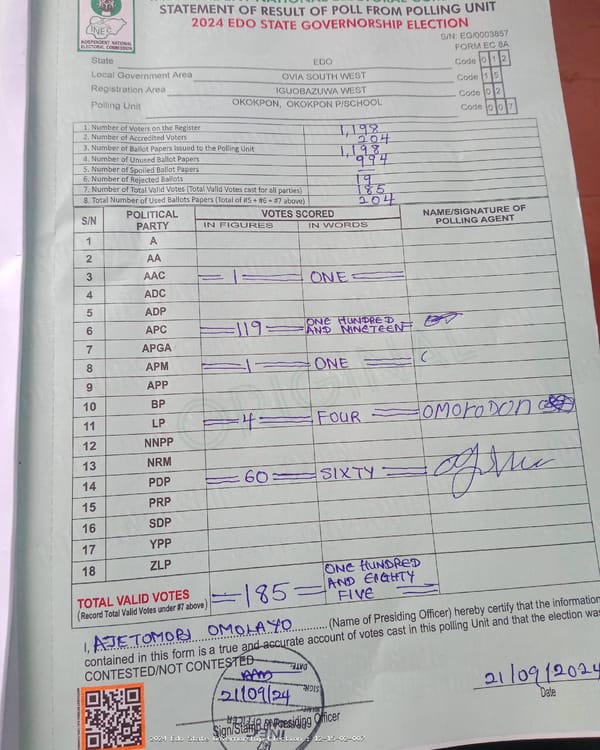 INEC
INDEPENDENT NATIONAL ELECTORAL COMMISSION
STATEMENT OF RESULT OF POLL FROM POLLING UNIT
2024 EDO STATE GOVERNORSHIP ELECTION
S/N: EG/0003857
FORM EC 8A
State EDO Code 0 1 2
Local Government Area OVIA SOUTH WEST Code 1 5
Registration Area IGUOBAZUWA WEST Code 0 2
Polling Unit OKOKPON, OKOKPON P/SCHOOL Code 0 0 7
1. Number of Voters on the Register 1,198
2. Number of Accredited Voters 204
3. Number of Ballot Papers Issued to the Polling Unit 1,198
4. Number of Unused Ballot Papers 994
5. Number of Spoiled Ballot Papers —
6. Number of Rejected Ballots 19
7. Number of Total Valid Votes (Total Valid Votes cast for all parties) 185
8. Total Number of Used Ballots Papers (Total of #5 + #6 + #7 above) 204
S/N POLITICAL PARTY VOTES SCORED NAME/SIGNATURE OF POLLING AGENT
IN FIGURES IN WORDS
1 A
2 AA
3 AAC 1 ONE
4 ADC
5 ADP
6 APC 119 ONE HUNDRED AND NINETEEN
7 APGA
8 APM 1 ONE
9 APP
10 BP
11 LP 4 FOUR OMORODON
12 NNPP
13 NRM
14 PDP 60 SIXTY
15 PRP
16 SDP
17 YPP
18 ZLP
TOTAL VALID VOTES 185 ONE HUNDRED AND EIGHTY FIVE
(Record Total Valid Votes under #7 above)
I, AJETOMOBI OMOLAYO (Name of Presiding Officer) hereby certify that the information
contained in this form is a true and accurate account of votes cast in this polling Unit and that the election was
CONTESTED/NOT CONTESTED
DATE
21/09/24
SIGN
Sign/Stamp of Presiding Officer
21/09/2024
Date
ORIGINAL